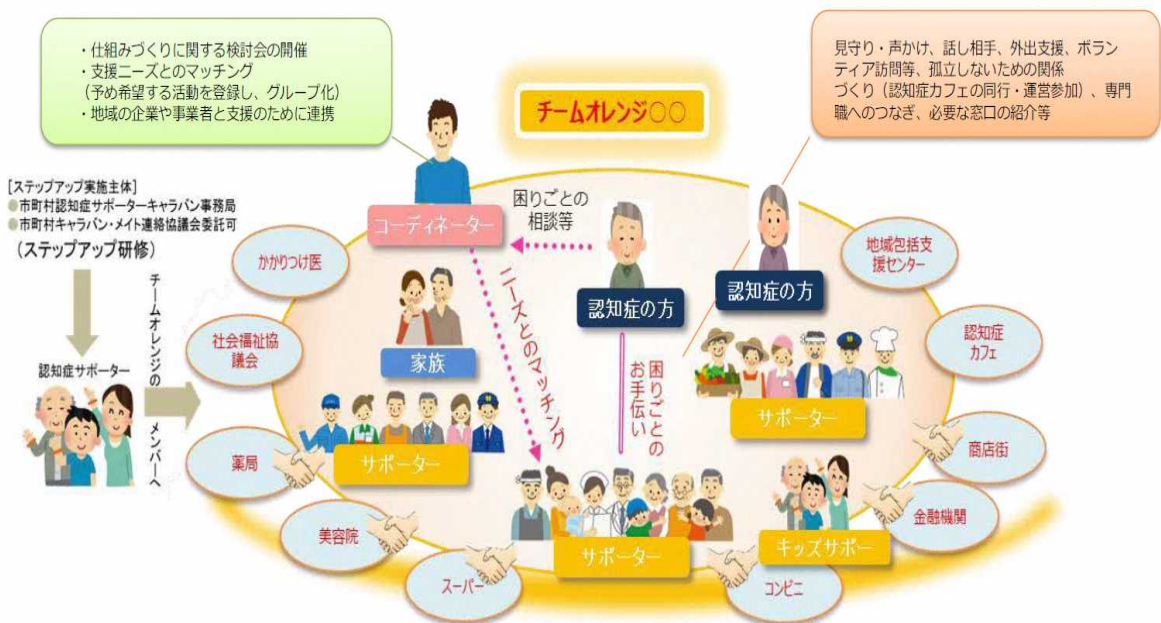 ・仕組みづくりに関する検討会の開催
・支援ニーズとのマッチング
(予め希望する活動を登録し、グループ化)
・地域の企業や事業者と支援のために連携
チームオレンジ〇〇
見守り・声かけ、話し相手、外出支援、ボラン
ティア訪問等、孤立しないための関係
づくり(認知症カフェの同行・運営参加)、専門
職へのつなぎ、必要な窓口の紹介等
[ステップアップ実施主体]
●市町村認知症サポーターキャラバン事務局
●市町村キャラバン・メイト連絡協議会委託可
(ステップアップ研修)
認知症サポーター
チームオレンジの
メンバーへ
コーディネーター
困りごとの
相談等
認知症の方
認知症の方
家族
ニーズとのマッチング
困りごとの
お手伝い
サポーター
サポーター
サポーター
キッズサポー
かかりつけ医
社会福祉協
議会
薬局
美容院
スーパー
コンビニ
金融機関
商店街
認知症
カフェ
地域包括支
援センター